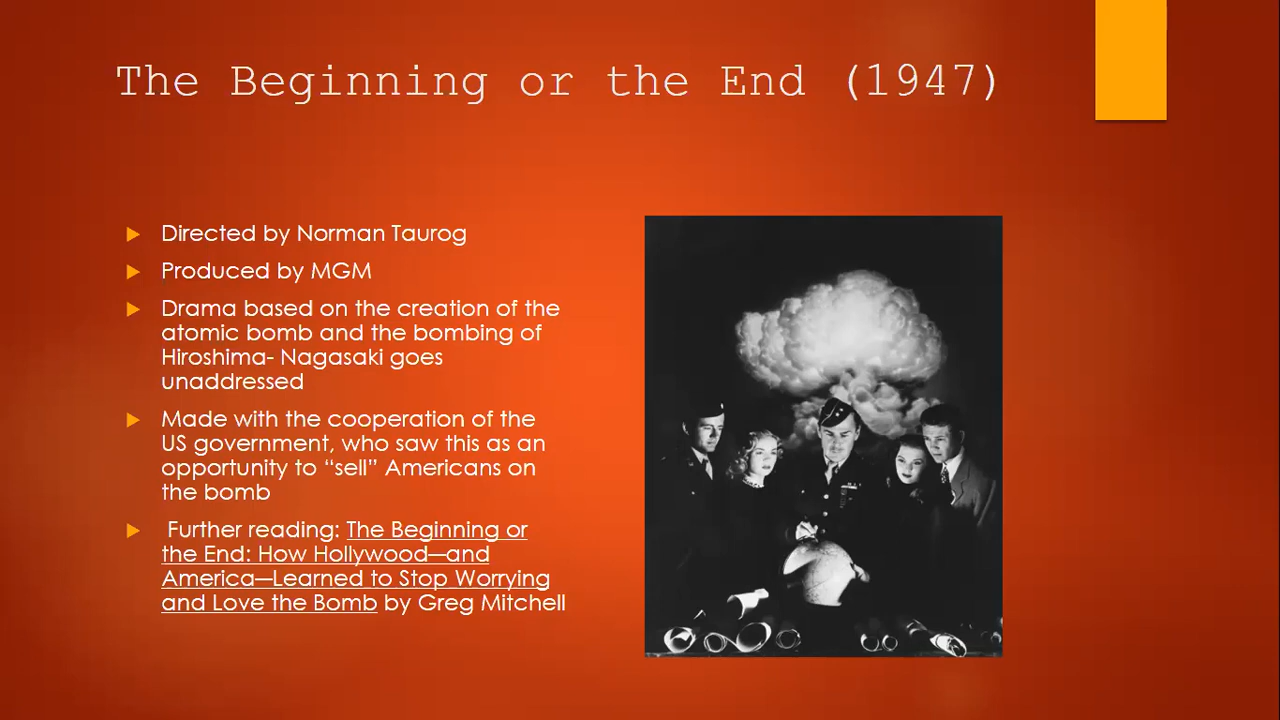 The Beginning or the End (1947)
Directed by Norman Taurog
Produced by MGM
Drama based on the creation of the
atomic bomb and the bombing of
Hiroshima- Nagasaki goes
unaddressed
Made with the cooperation of the
US government, who saw this as an
opportunity to “sell” Americans on
the bomb
Further reading: The Beginning or
the End: How Hollywood—and
America—Learned to Stop Worrying
and Love the Bomb by Greg Mitchell